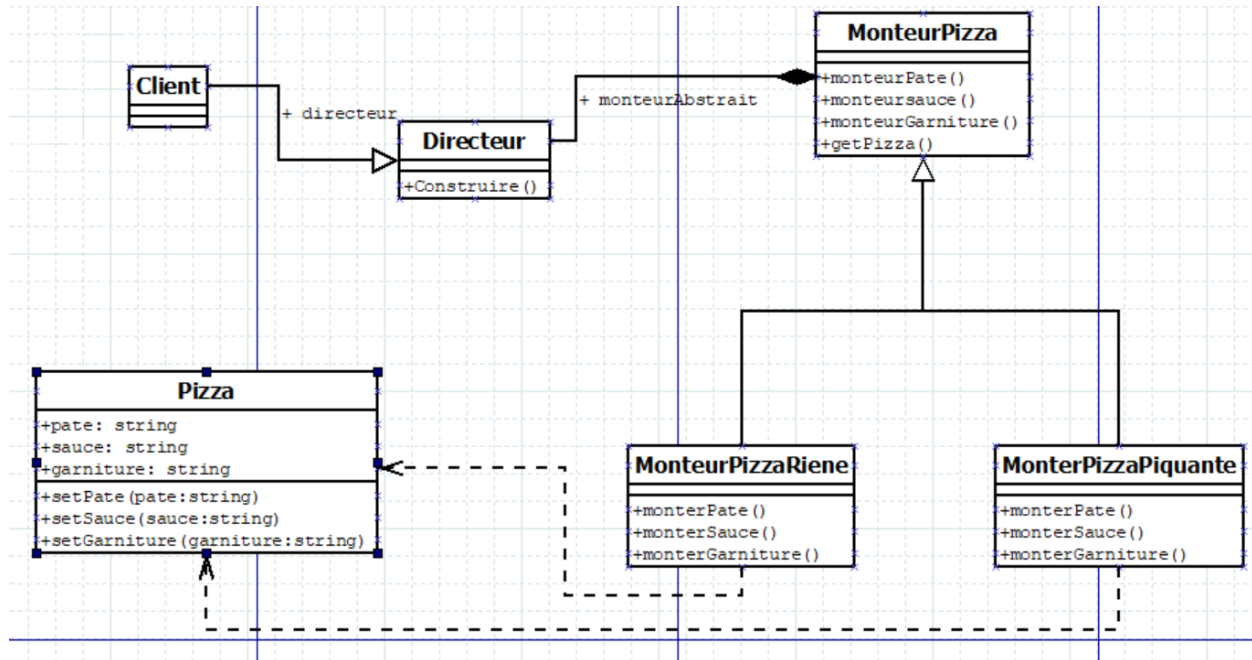 Client
+ directeur
Directeur
+Construire()
+ monteurAbstrait
MonteurPizza
+monteurPate()
+monteursauce()
+monteurGarniture()
+getPizza()
Pizza
+pate: string
+sauce: string
+garniture: string
+setPate(pate:string)
+setSauce(sauce:string)
+setGarniture(garniture:string)
MonteurPizzaRiene
+monterPate()
+monterSauce()
+monterGarniture()
MonterPizzaPiquante
+monterPate()
+monterSauce()
+monterGarniture()